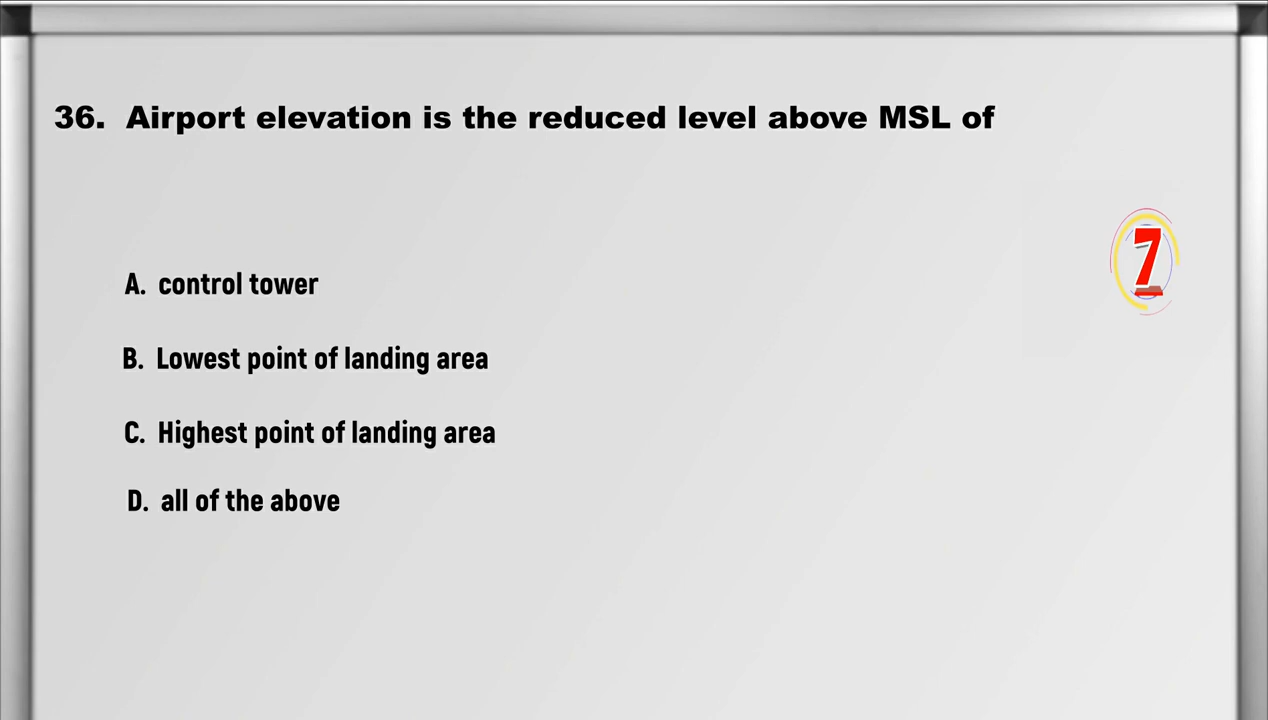 36. Airport elevation is the reduced level above MSL of
7
A. control tower
B. Lowest point of landing area
C. Highest point of landing area
D. all of the above